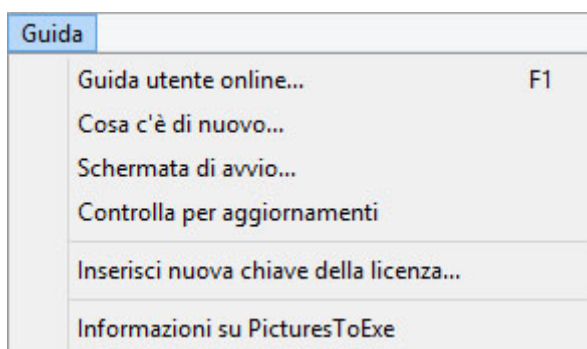 Guida
Guida utente online... F1
Cosa c'è di nuovo...
Schermata di avvio...
Controlla per aggiornamenti
Inserisci nuova chiave della licenza...
Informazioni su PicturesToExe